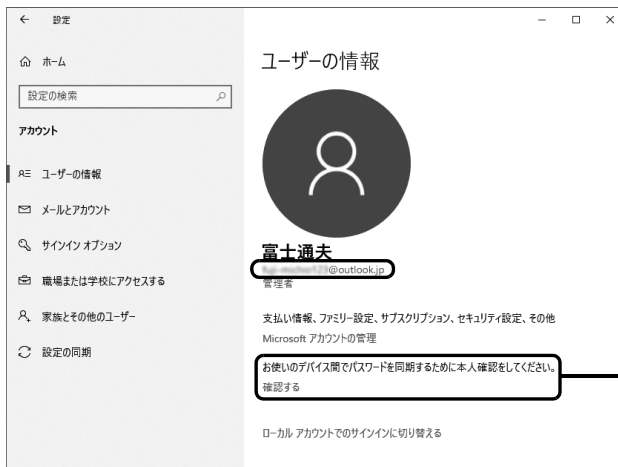 設定
ホーム
設定の検索
アカウント
ユーザーの情報
メールとアカウント
サインイン オプション
職場または学校にアクセスする
家族とその他のユーザー
設定の同期
ユーザーの情報
富士通夫
@outlook.jp
管理者
支払い情報、ファミリー設定、サブスクリプション、セキュリティ設定、その他
Microsoft アカウントの管理
お使いのデバイス間でパスワードを同期するために本人確認をしてください。
確認する
ローカル アカウントでのサインインに切り替える